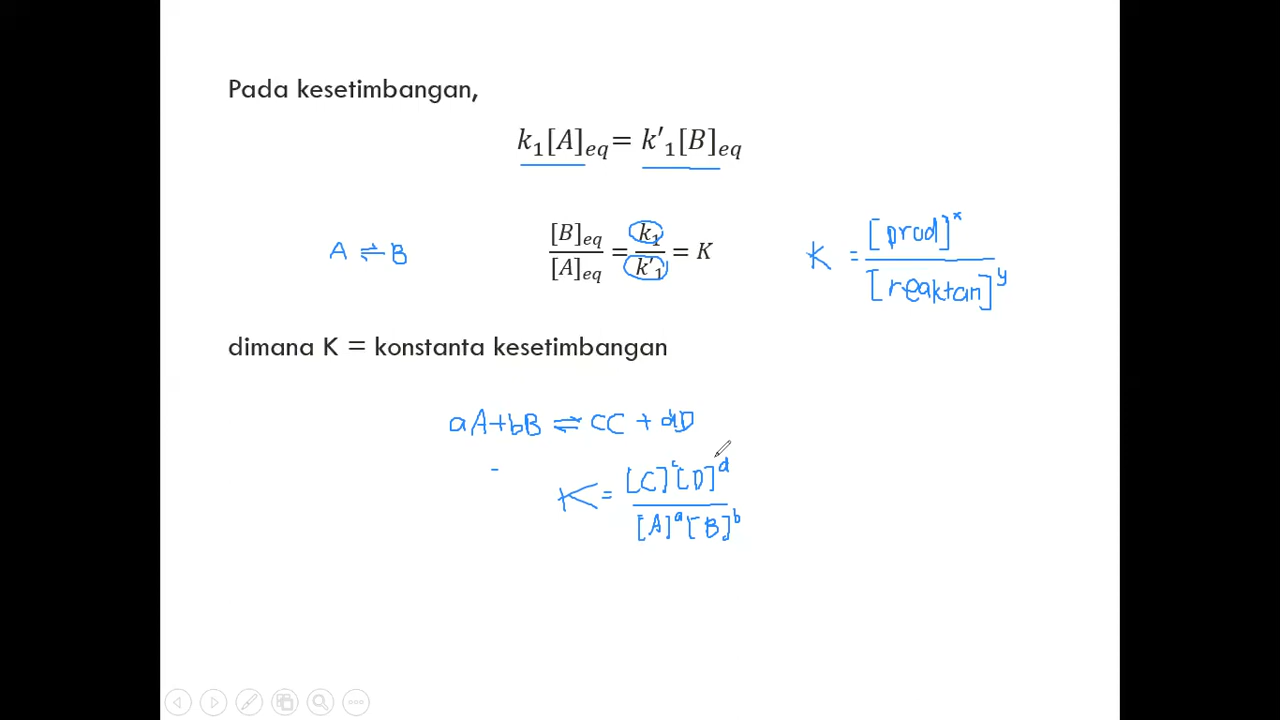 Pada kesetimbangan,
k₁[A]eq = k′₁[B]eq
A ⇌ B
[B]eq / [A]eq = k₁ / k′₁ = K
K = [prod]ˣ / [reaktan]ʸ
dimana K = konstanta kesetimbangan
aA+bB ⇌ cC + dD
-
K = [C]ᶜ[D]ᵈ / [A]ᵃ[B]ᵇ